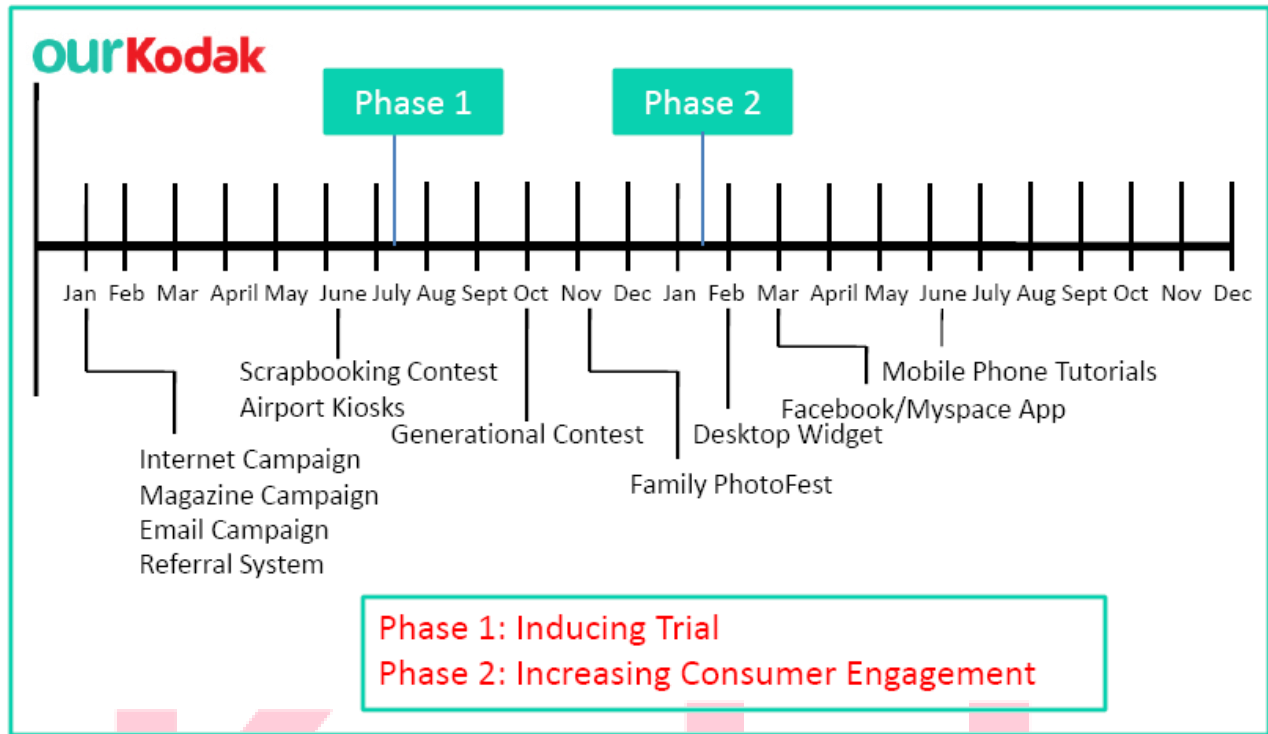 ourKodak
Phase 1 Phase 2
Jan Feb Mar April May June July Aug Sept Oct Nov Dec Jan Feb Mar April May June July Aug Sept Oct Nov Dec
Scrapbooking Contest
Airport Kiosks
Mobile Phone Tutorials
Facebook/Myspace App
Generational Contest
Desktop Widget
Family PhotoFest
Internet Campaign
Magazine Campaign
Email Campaign
Referral System
Phase 1: Inducing Trial
Phase 2: Increasing Consumer Engagement